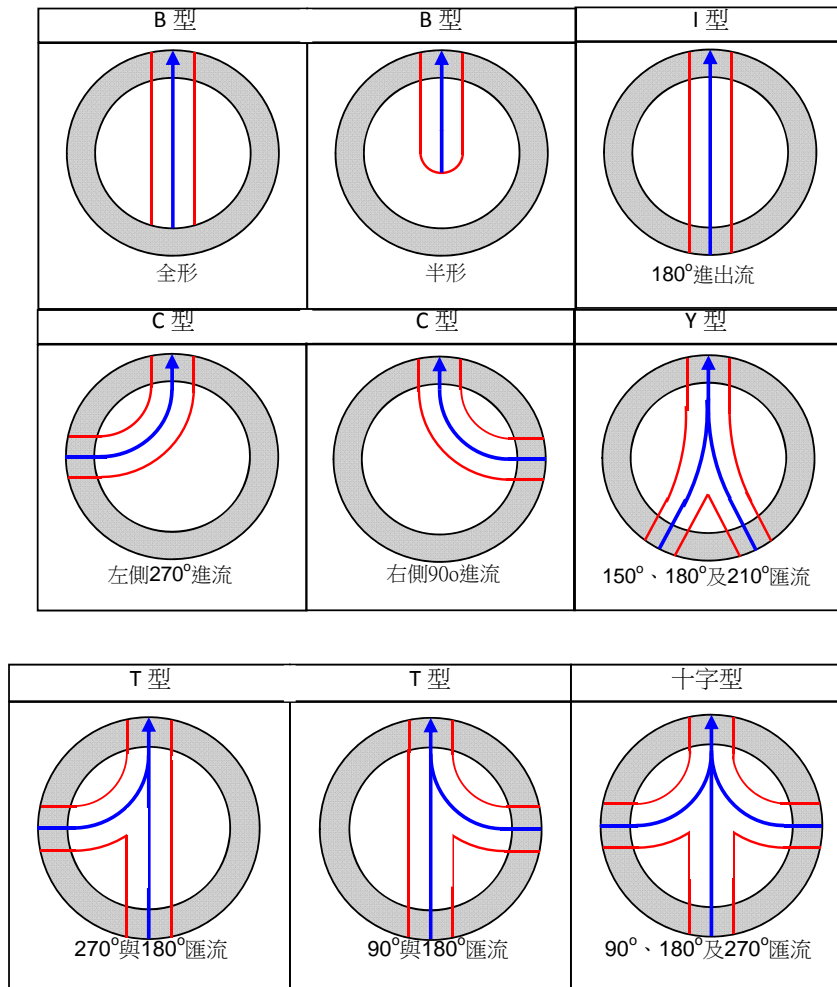 B 型 B 型 I 型
全形 半形 180°進出流
C 型 C 型 Y 型
左側270°進流 右側90o進流 150°、180°及210°匯流
T 型 T 型 十字型
270°與180°匯流 90°與180°匯流 90°、180°及270°匯流